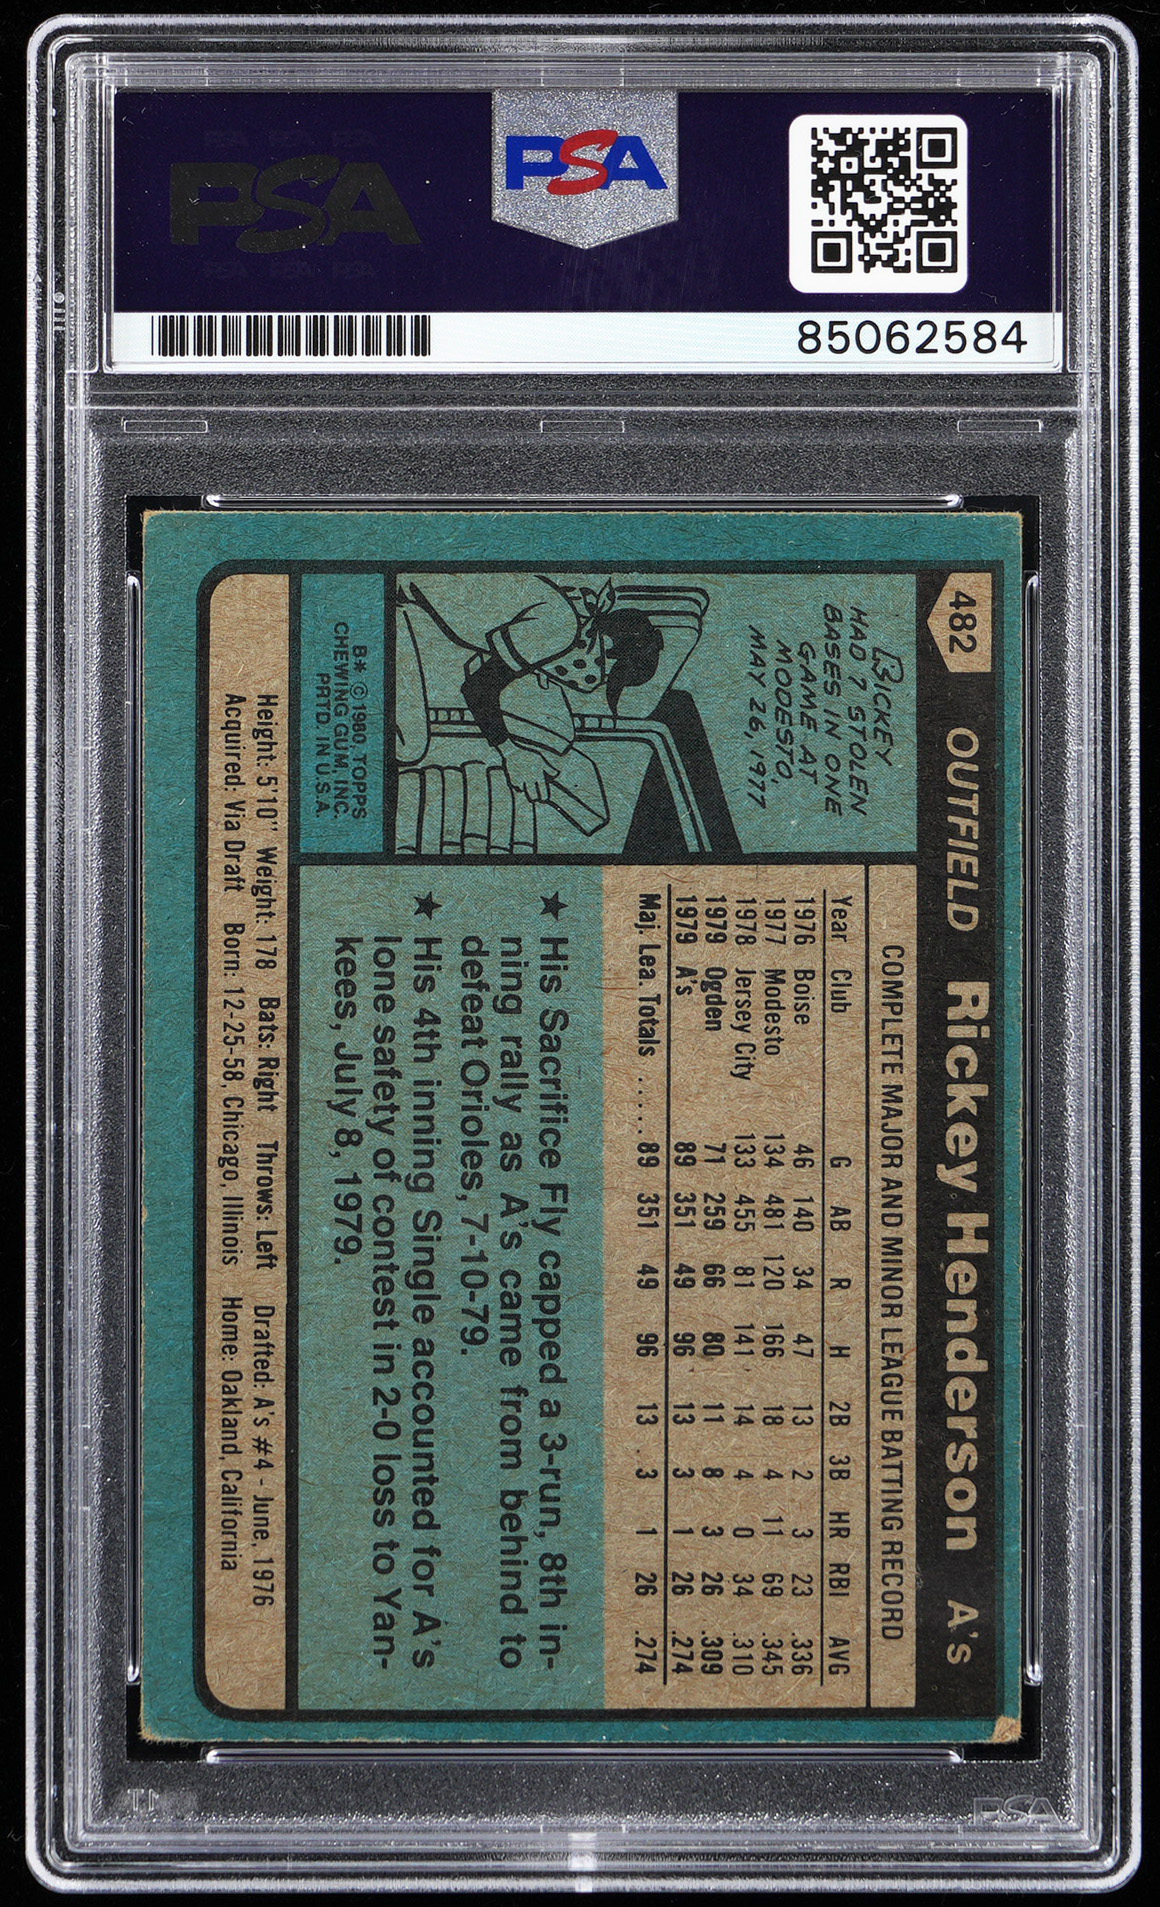 PSA
PSA
85062584
482 OUTFIELD Rickey Henderson A's
RICKEY
HAD 7 STOLEN
BASES IN ONE
GAME AT
MODESTO,
MAY 26, 1977
B* © 1980, TOPPS
CHEWING GUM, INC.
PRTD. IN U.S.A.
COMPLETE MAJOR AND MINOR LEAGUE BATTING RECORD
Year Club G AB R H 2B 3B HR RBI AVG
1976 Boise 46 140 34 47 13 2 3 23 .336
1977 Modesto 134 481 120 166 18 4 11 69 .345
1978 Jersey City 133 455 81 141 14 4 0 34 .310
1979 Ogden 71 259 66 80 11 8 3 26 .309
1979 A's 89 351 49 96 13 3 1 26 .274
Maj. Lea. Totals ..... 89 351 49 96 13 3 1 26 .274
★ His Sacrifice Fly capped a 3-run, 8th in-
ning rally as A's came from behind to
defeat Orioles, 7-10-79.
★ His 4th inning Single accounted for A's
lone safety of contest in 2-0 loss to Yan-
kees, July 8, 1979.
Height: 5'10" Weight: 178 Bats: Right Throws: Left Drafted: A's #4 - June, 1976
Acquired: Via Draft Born: 12-25-58, Chicago, Illinois Home: Oakland, California
PSA